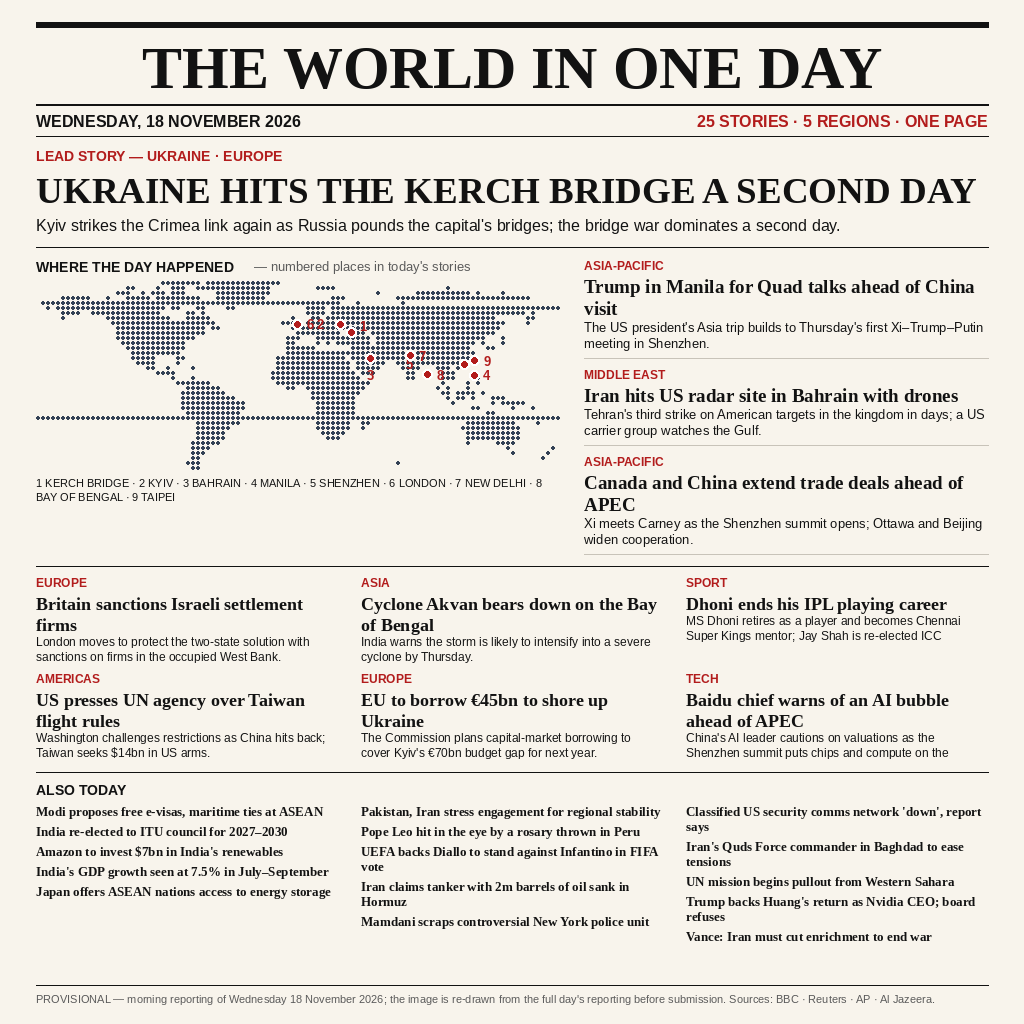 THE WORLD IN ONE DAY
WEDNESDAY, 18 NOVEMBER 2026
25 STORIES · 5 REGIONS · ONE PAGE
LEAD STORY — UKRAINE · EUROPE
UKRAINE HITS THE KERCH BRIDGE A SECOND DAY
Kyiv strikes the Crimea link again as Russia pounds the capital's bridges; the bridge war dominates a second day.
WHERE THE DAY HAPPENED — numbered places in today's stories
6 2 1
7
9
3
8
4
1 KERCH BRIDGE · 2 KYIV · 3 BAHRAIN · 4 MANILA · 5 SHENZHEN · 6 LONDON · 7 NEW DELHI · 8
BAY OF BENGAL · 9 TAIPEI
ASIA-PACIFIC
Trump in Manila for Quad talks ahead of China
visit
The US president's Asia trip builds to Thursday's first Xi–Trump–Putin
meeting in Shenzhen.
MIDDLE EAST
Iran hits US radar site in Bahrain with drones
Tehran's third strike on American targets in the kingdom in days; a US
carrier group watches the Gulf.
ASIA-PACIFIC
Canada and China extend trade deals ahead of
APEC
Xi meets Carney as the Shenzhen summit opens; Ottawa and Beijing
widen cooperation.
EUROPE
Britain sanctions Israeli settlement
firms
London moves to protect the two-state solution with
sanctions on firms in the occupied West Bank.
ASIA
Cyclone Akvan bears down on the Bay
of Bengal
India warns the storm is likely to intensify into a severe
cyclone by Thursday.
SPORT
Dhoni ends his IPL playing career
MS Dhoni retires as a player and becomes Chennai
Super Kings mentor; Jay Shah is re-elected ICC
AMERICAS
US presses UN agency over Taiwan
flight rules
Washington challenges restrictions as China hits back;
Taiwan seeks $14bn in US arms.
EUROPE
EU to borrow €45bn to shore up
Ukraine
The Commission plans capital-market borrowing to
cover Kyiv's €70bn budget gap for next year.
TECH
Baidu chief warns of an AI bubble
ahead of APEC
China's AI leader cautions on valuations as the
Shenzhen summit puts chips and compute on the
ALSO TODAY
Modi proposes free e-visas, maritime ties at ASEAN
India re-elected to ITU council for 2027–2030
Amazon to invest $7bn in India's renewables
India's GDP growth seen at 7.5% in July–September
Japan offers ASEAN nations access to energy storage
Pakistan, Iran stress engagement for regional stability
Pope Leo hit in the eye by a rosary thrown in Peru
UEFA backs Diallo to stand against Infantino in FIFA
vote
Iran claims tanker with 2m barrels of oil sank in
Hormuz
Mamdani scraps controversial New York police unit
Classified US security comms network 'down', report
says
Iran's Quds Force commander in Baghdad to ease
tensions
UN mission begins pullout from Western Sahara
Trump backs Huang's return as Nvidia CEO; board
refuses
Vance: Iran must cut enrichment to end war
PROVISIONAL — morning reporting of Wednesday 18 November 2026; the image is re-drawn from the full day's reporting before submission. Sources: BBC · Reuters · AP · Al Jazeera.